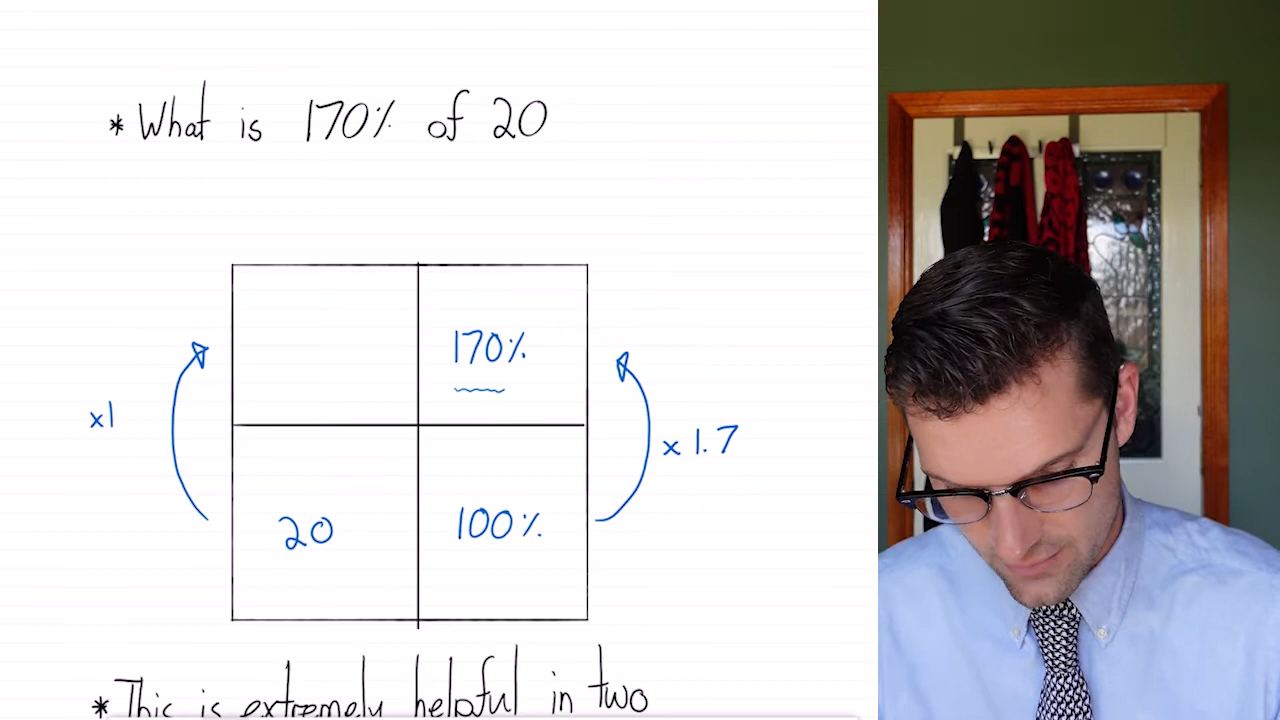 * What is 170% of 20
170%
x1
x 1.7
20
100%
* This is extremely helpful in two